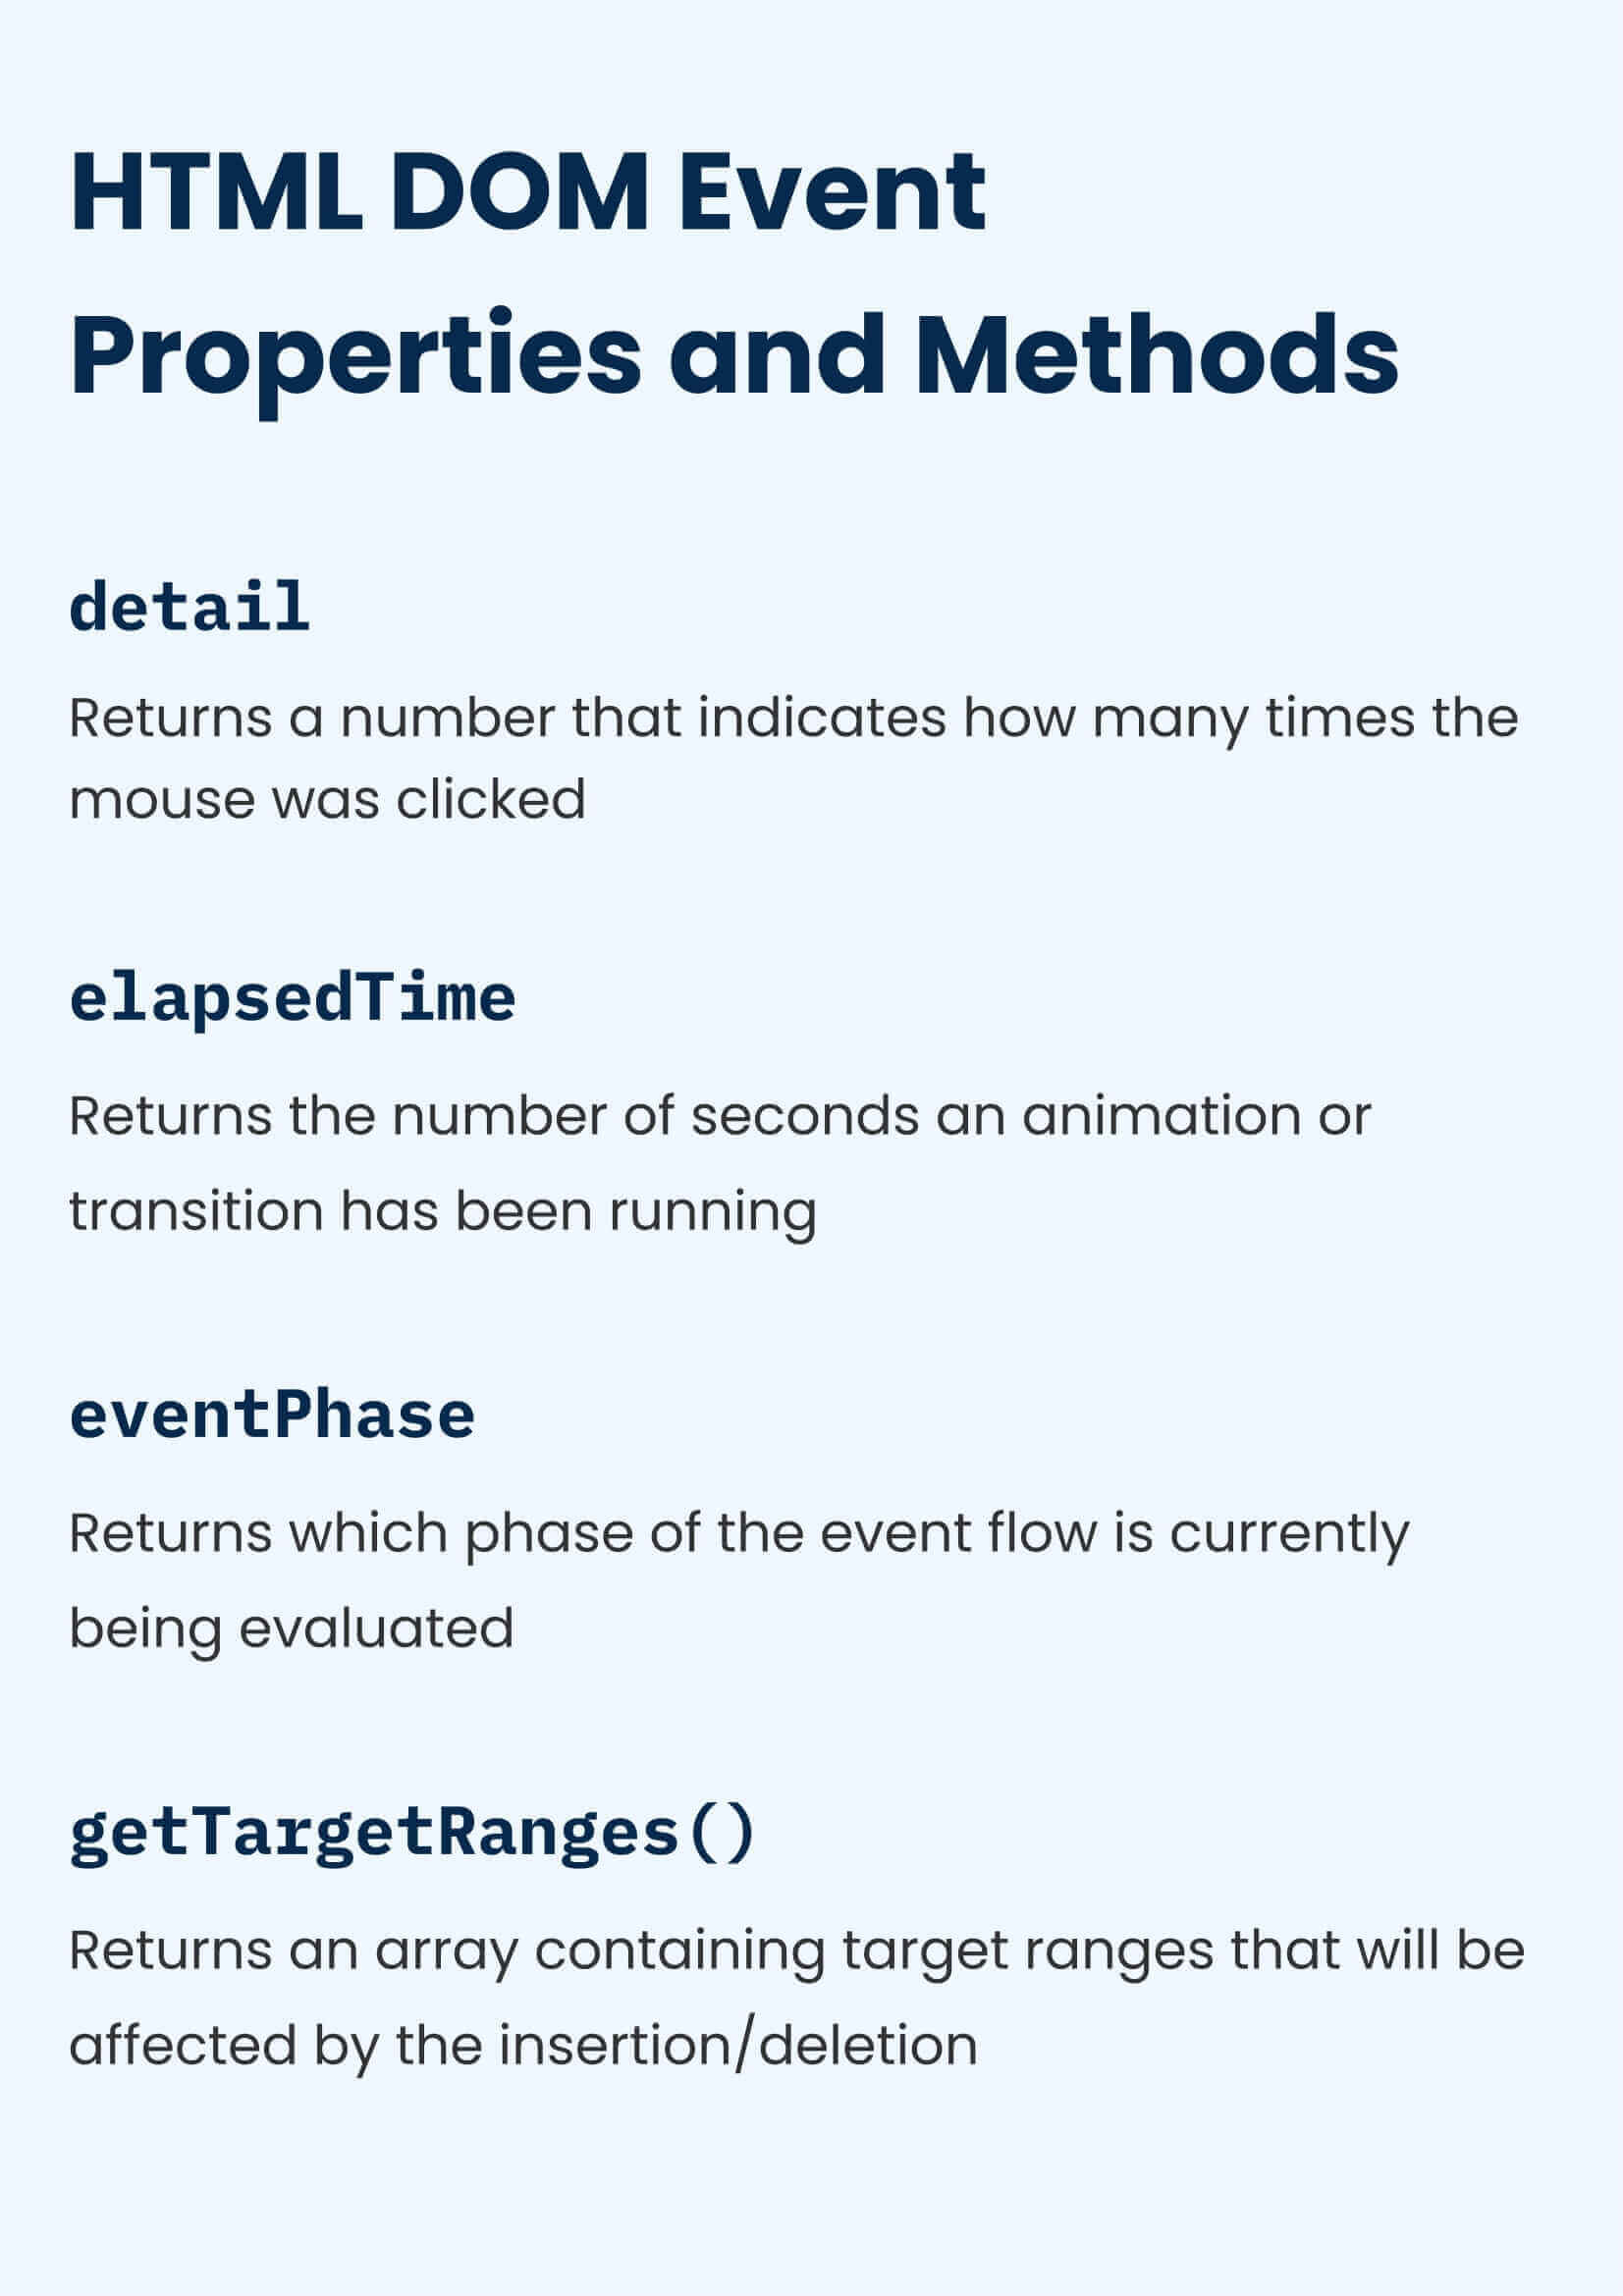 HTML DOM Event
Properties and Methods
detail
Returns a number that indicates how many times the
mouse was clicked
elapsedTime
Returns the number of seconds an animation or
transition has been running
eventPhase
Returns which phase of the event flow is currently
being evaluated
getTargetRanges()
Returns an array containing target ranges that will be
affected by the insertion/deletion